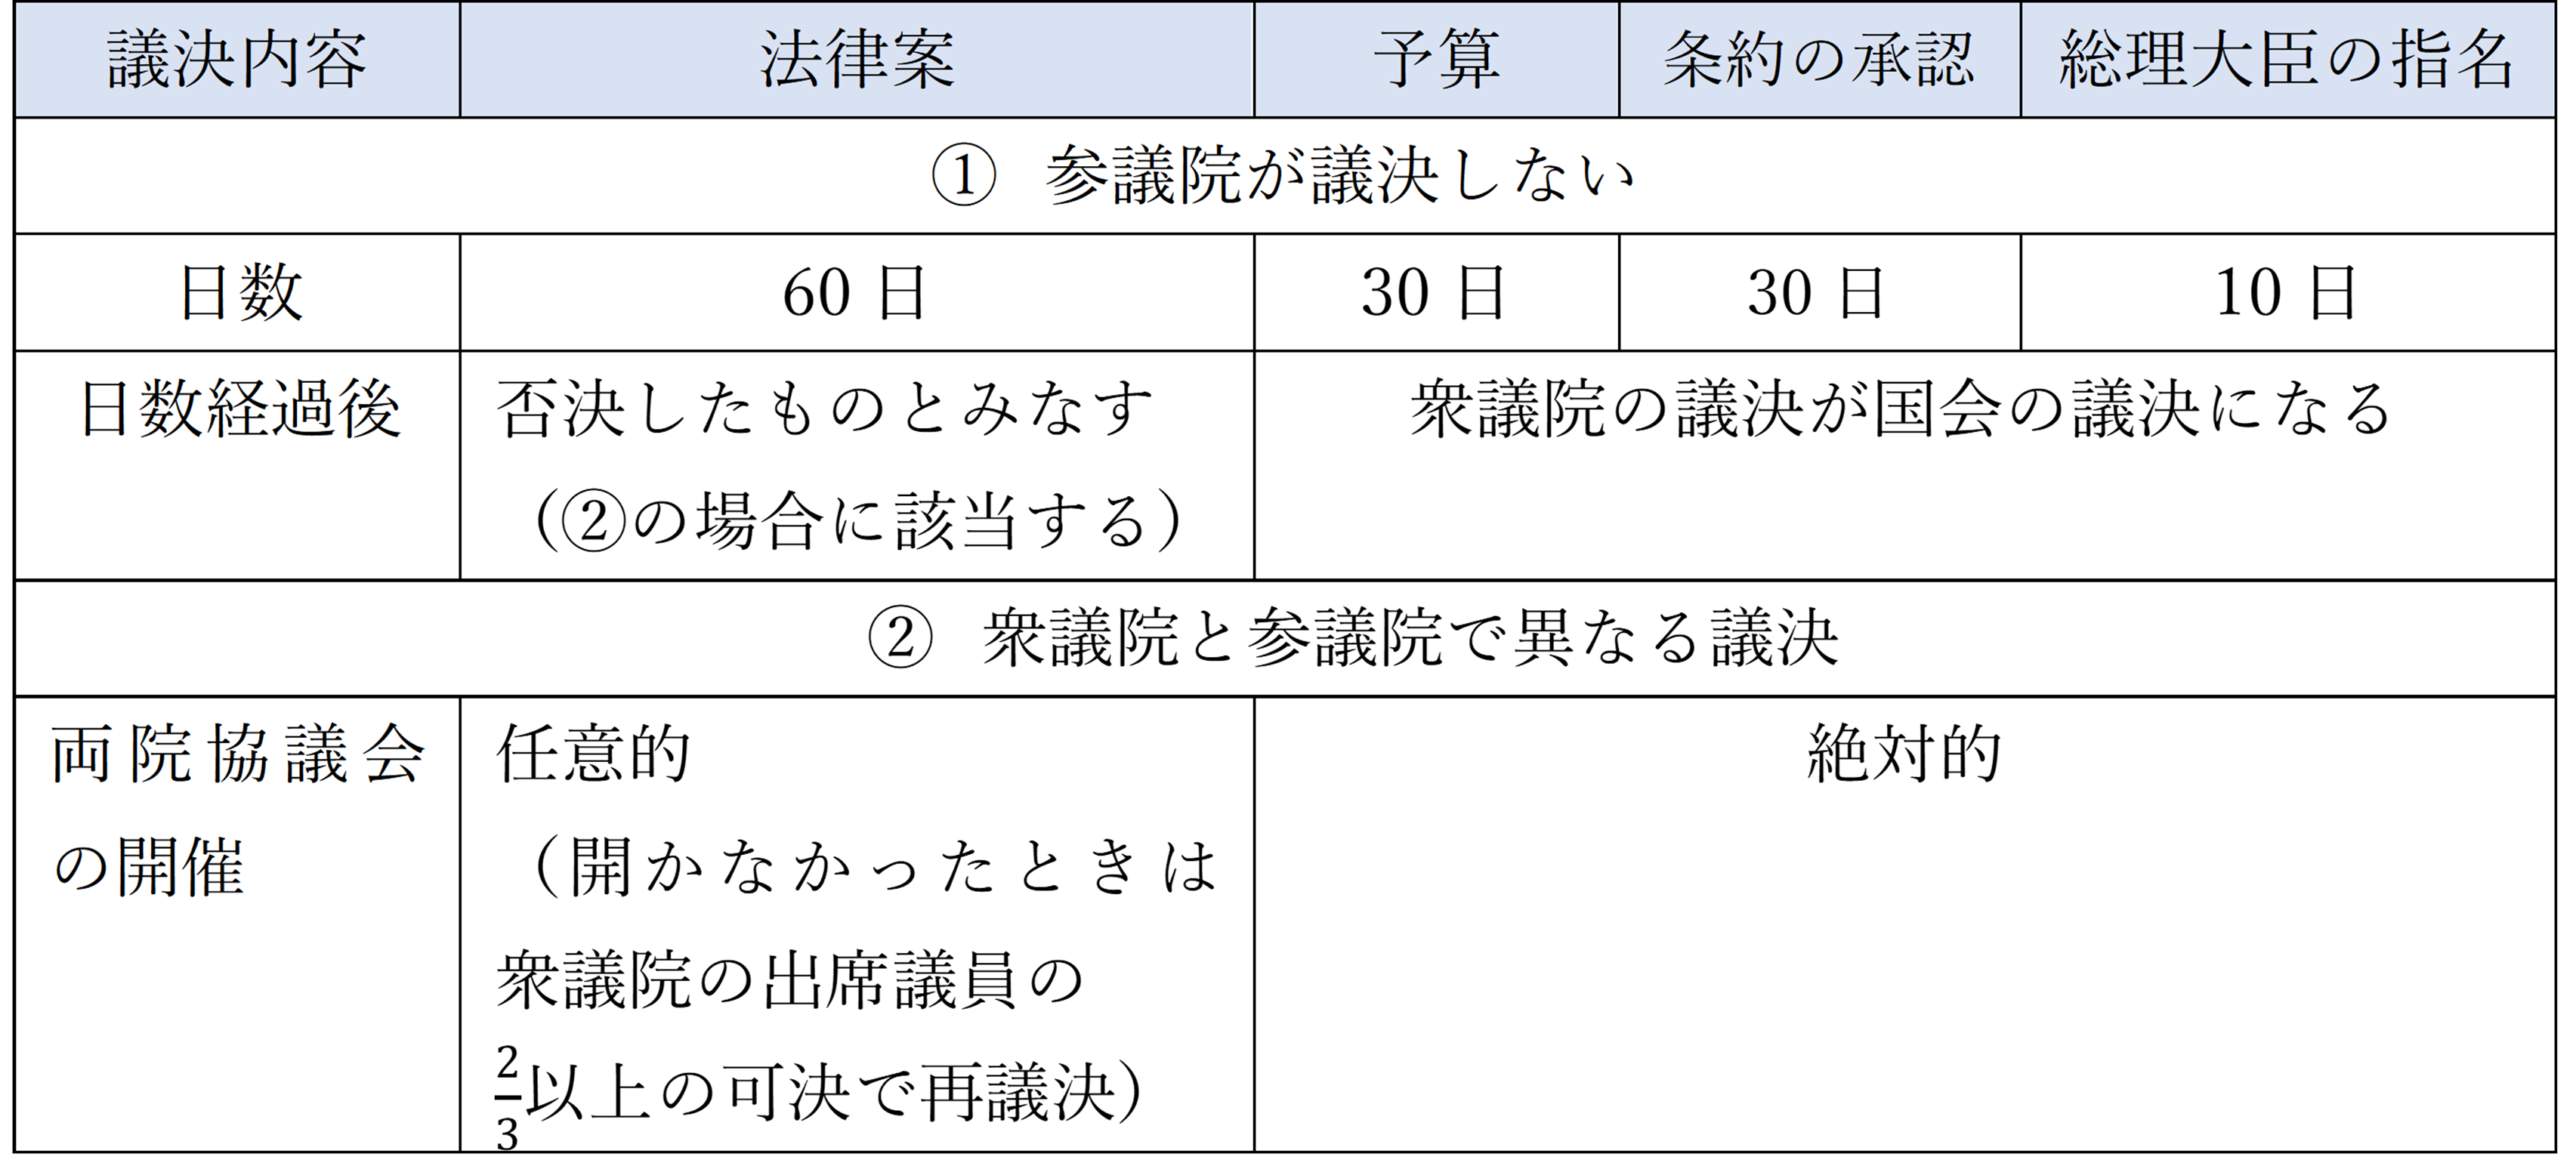 議決内容 法律案 予算 条約の承認 総理大臣の指名
① 参議院が議決しない
日数 60 日 30 日 30 日 10 日
日数経過後
否決したものとみなす
（②の場合に該当する）
衆議院の議決が国会の議決になる
② 衆議院と参議院で異なる議決
両院協議会
の開催
任意的
（開かなかったときは
衆議院の出席議員の
2/3以上の可決で再議決）
絶対的